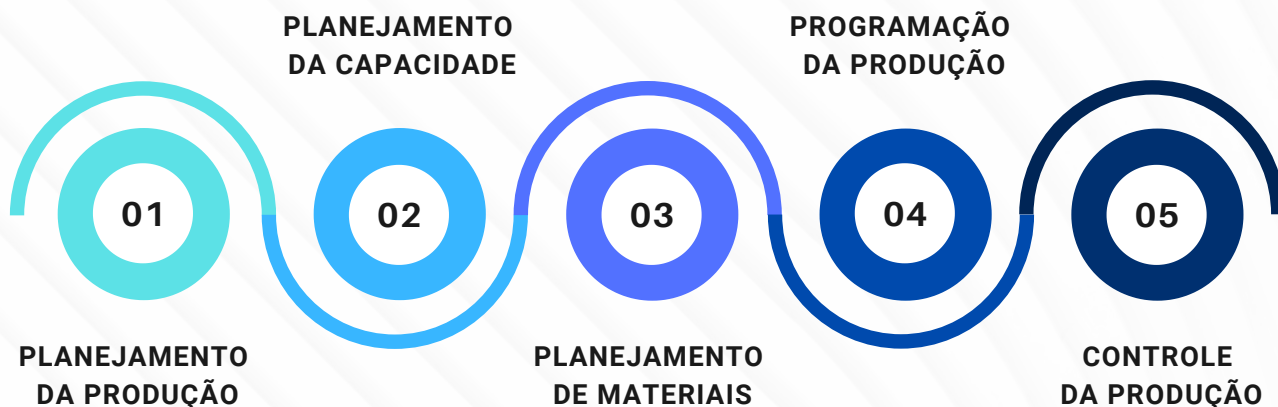 PLANEJAMENTO
DA CAPACIDADE
PROGRAMAÇÃO
DA PRODUÇÃO
01
02
03
04
05
PLANEJAMENTO
DA PRODUÇÃO
PLANEJAMENTO
DE MATERIAIS
CONTROLE
DA PRODUÇÃO